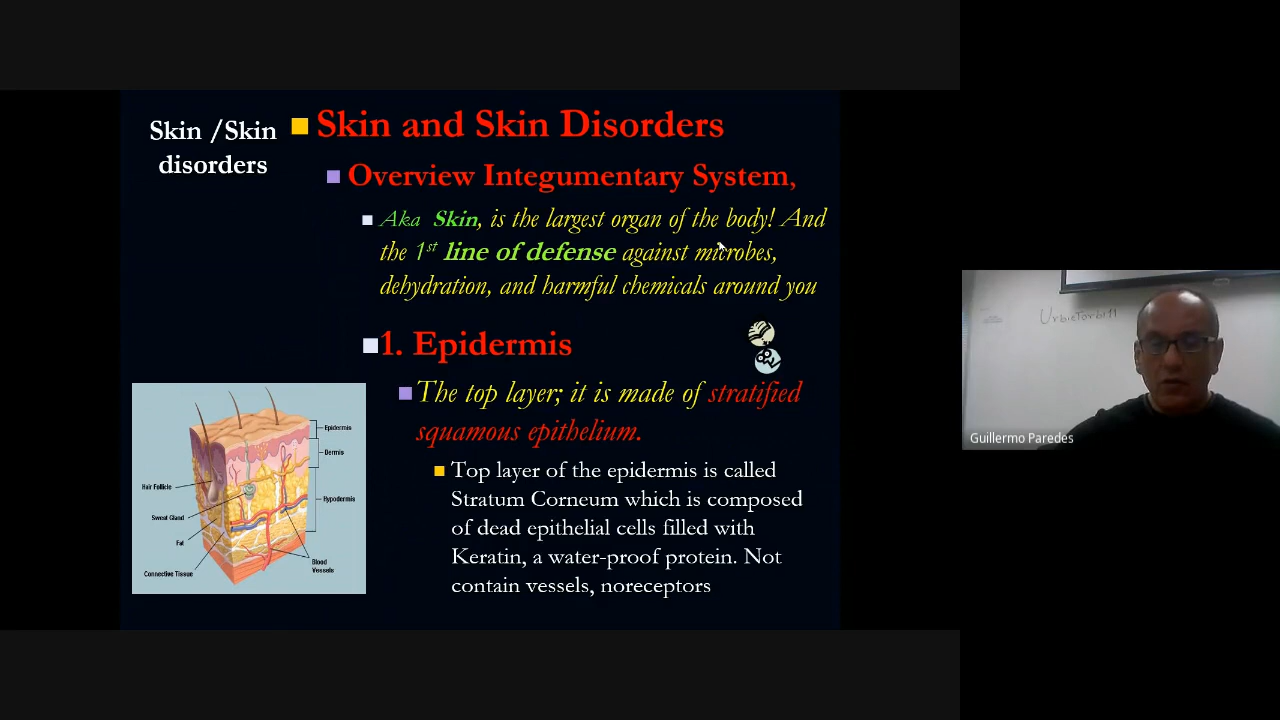 Skin /Skin
disorders
Skin and Skin Disorders
Overview Integumentary System,
Aka Skin, is the largest organ of the body! And
the 1st line of defense against microbes,
dehydration, and harmful chemicals around you
1. Epidermis
The top layer; it is made of stratified
squamous epithelium.
Top layer of the epidermis is called
Stratum Corneum which is composed
of dead epithelial cells filled with
Keratin, a water-proof protein. Not
contain vessels, noreceptors
Epidermis
Dermis
Hair Follicle
Hypodermis
Sweat Gland
Fat
Blood
Vessels
Connective Tissue
UrbieTorbi11
Guillermo Paredes